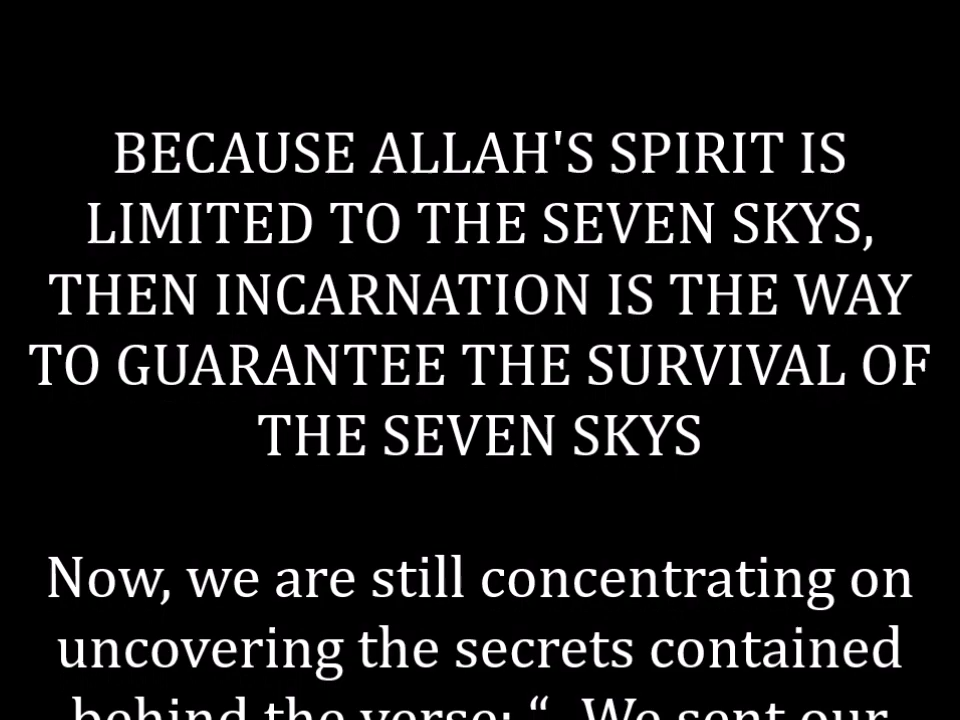 BECAUSE ALLAH'S SPIRIT IS
LIMITED TO THE SEVEN SKYS,
THEN INCARNATION IS THE WAY
TO GUARANTEE THE SURVIVAL OF
THE SEVEN SKYS
Now, we are still concentrating on
uncovering the secrets contained
behind the verse: “ We sent our